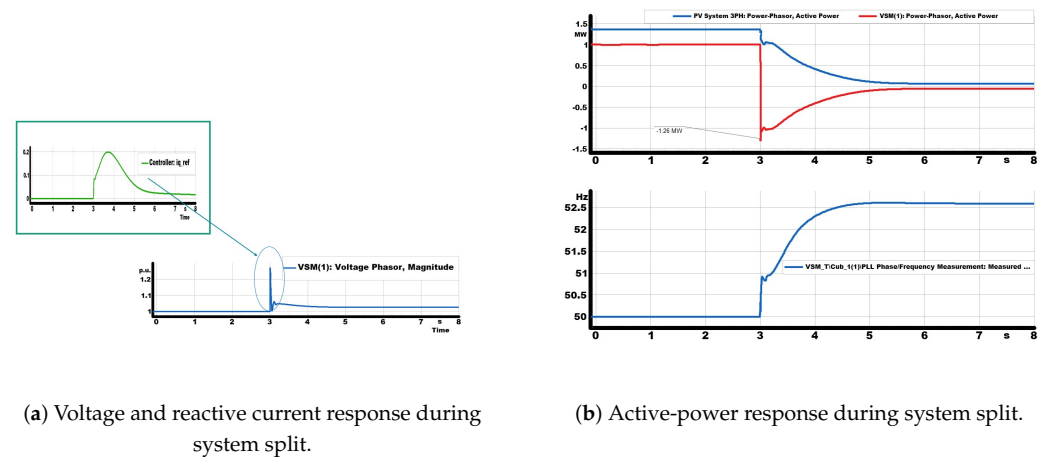 0.2
0.1
0
Controller: iq_ref
0 1 2 3 4 5 6 7 s 8
Time
p.u.
1.2
1.1
1
VSM(1): Voltage Phasor, Magnitude
0 1 2 3 4 5 6 7 s 8
Time
(a) Voltage and reactive current response during
system split.
PV System 3PH: Power-Phasor, Active Power VSM(1): Power-Phasor, Active Power
1.5
MW
1
0.5
0
-0.5
-1
-1.5
-1.26 MW
0 1 2 3 4 5 6 7 s 8
Hz
52.5
52
51.5
51
50.5
50
VSM_T\Cub_1(1)\PLL Phase/Frequency Measurement: Measured ...
0 1 2 3 4 5 6 7 s 8
(b) Active-power response during system split.